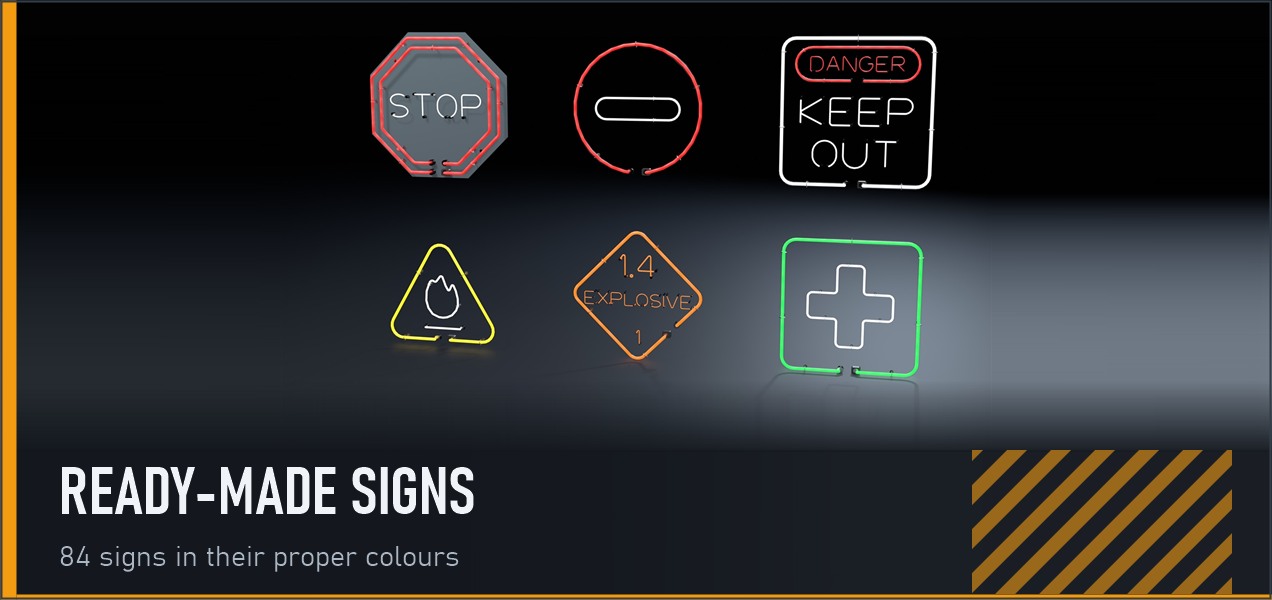 STOP
DANGER
KEEP
OUT
1.4
EXPLOSIVE
1
READY-MADE SIGNS
84 signs in their proper colours